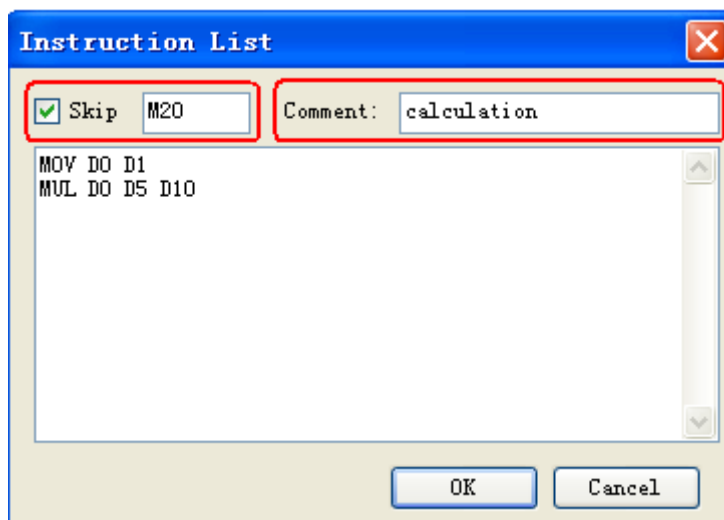 Instruction List
Skip M20 Comment: calculation
MOV D0 D1
MUL D0 D5 D10
OK Cancel